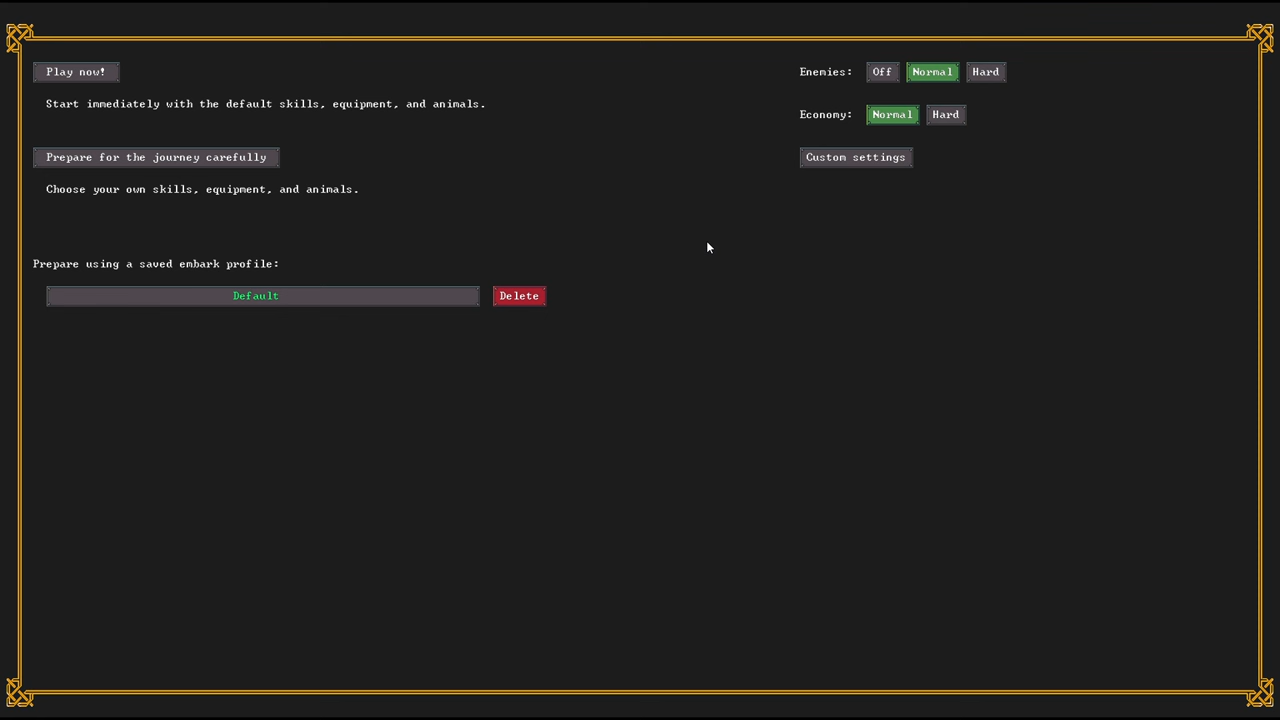 Play now!
Start immediately with the default skills, equipment, and animals.
Prepare for the journey carefully
Choose your own skills, equipment, and animals.
Prepare using a saved embark profile:
Default Delete
Enemies: Off Normal Hard
Economy: Normal Hard
Custom settings